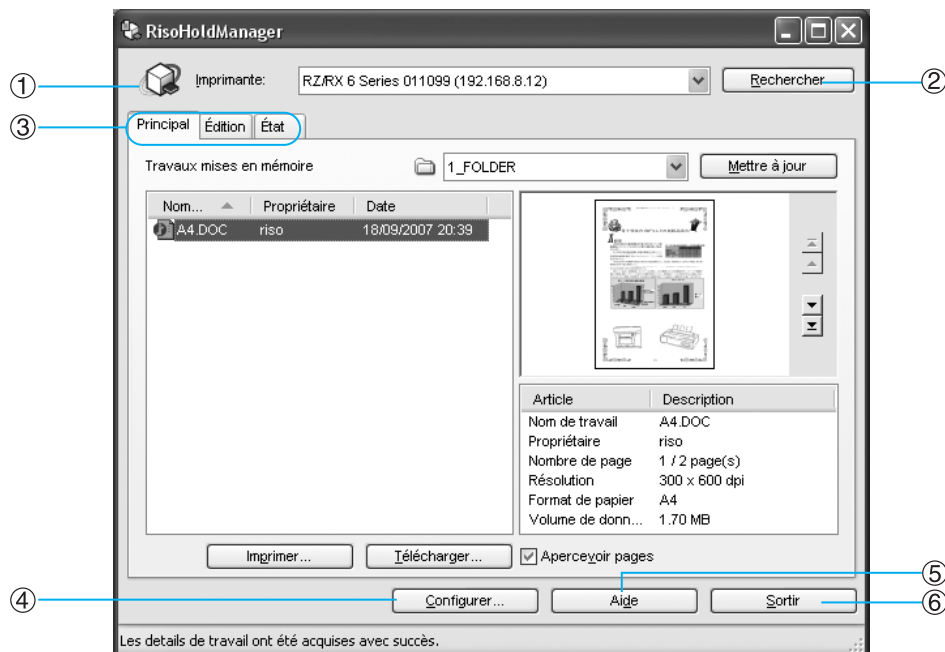 RisoHoldManager
① Imprimante: RZ/RX 6 Series 011099 (192.168.8.12) Rechercher ②
③ Principal Édition État
Travaux mises en mémoire 1_FOLDER Mettre à jour
Nom... Propriétaire Date
A4.DOC riso 18/09/2007 20:39
Article Description
Nom de travail A4.DOC
Propriétaire riso
Nombre de page 1 / 2 page(s)
Résolution 300 x 600 dpi
Format de papier A4
Volume de donn... 1.70 MB
Imprimer... Télécharger... Apercevoir pages
⑤
④ Configurer... Aide Sortir ⑥
Les details de travail ont été acquises avec succès.